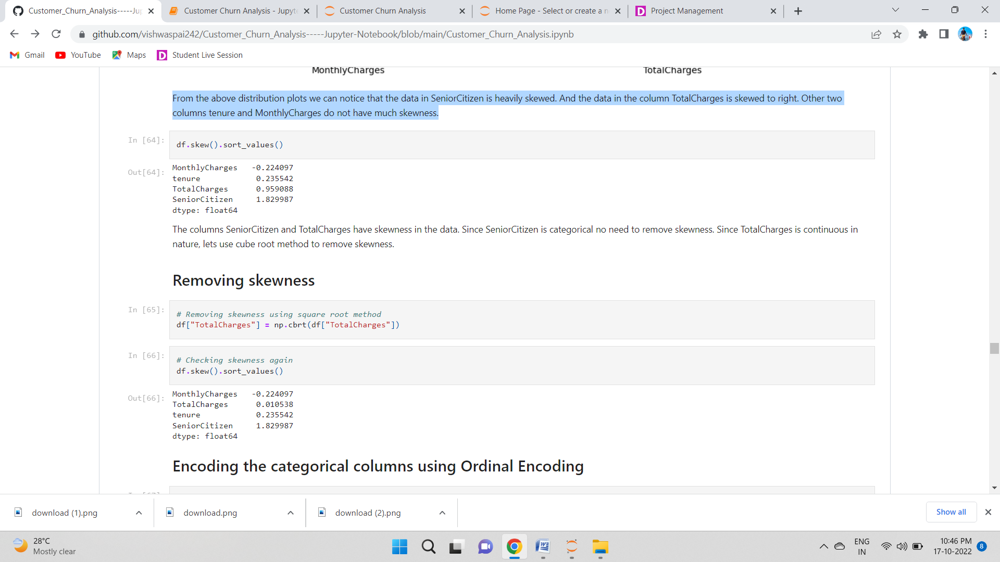 Customer_Churn_Analysis-----Jup
Customer Churn Analysis - Jupyte
Customer Churn Analysis
Home Page - Select or create a n
Project Management
github.com/vishwaspai242/Customer_Churn_Analysis-----Jupyter-Notebook/blob/main/Customer_Churn_Analysis.ipynb
Gmail
YouTube
Maps
Student Live Session
MonthlyCharges
TotalCharges
From the above distribution plots we can notice that the data in SeniorCitizen is heavily skewed. And the data in the column TotalCharges is skewed to right. Other two
columns tenure and MonthlyCharges do not have much skewness.
In [64]:
df.skew().sort_values()
Out[64]:
MonthlyCharges -0.224097
tenure 0.235542
TotalCharges 0.959088
SeniorCitizen 1.829987
dtype: float64
The columns SeniorCitizen and TotalCharges have skewness in the data. Since SeniorCitizen is categorical no need to remove skewness. Since TotalCharges is continuous in
nature, lets use cube root method to remove skewness.
Removing skewness
In [65]:
# Removing skewness using square root method
df["TotalCharges"] = np.cbrt(df["TotalCharges"])
In [66]:
# Checking skewness again
df.skew().sort_values()
Out[66]:
MonthlyCharges -0.224097
TotalCharges 0.010538
tenure 0.235542
SeniorCitizen 1.829987
dtype: float64
Encoding the categorical columns using Ordinal Encoding
download (1).png
download.png
download (2).png
Show all
28°C
Mostly clear
ENG
IN
10:46 PM
17-10-2022
8